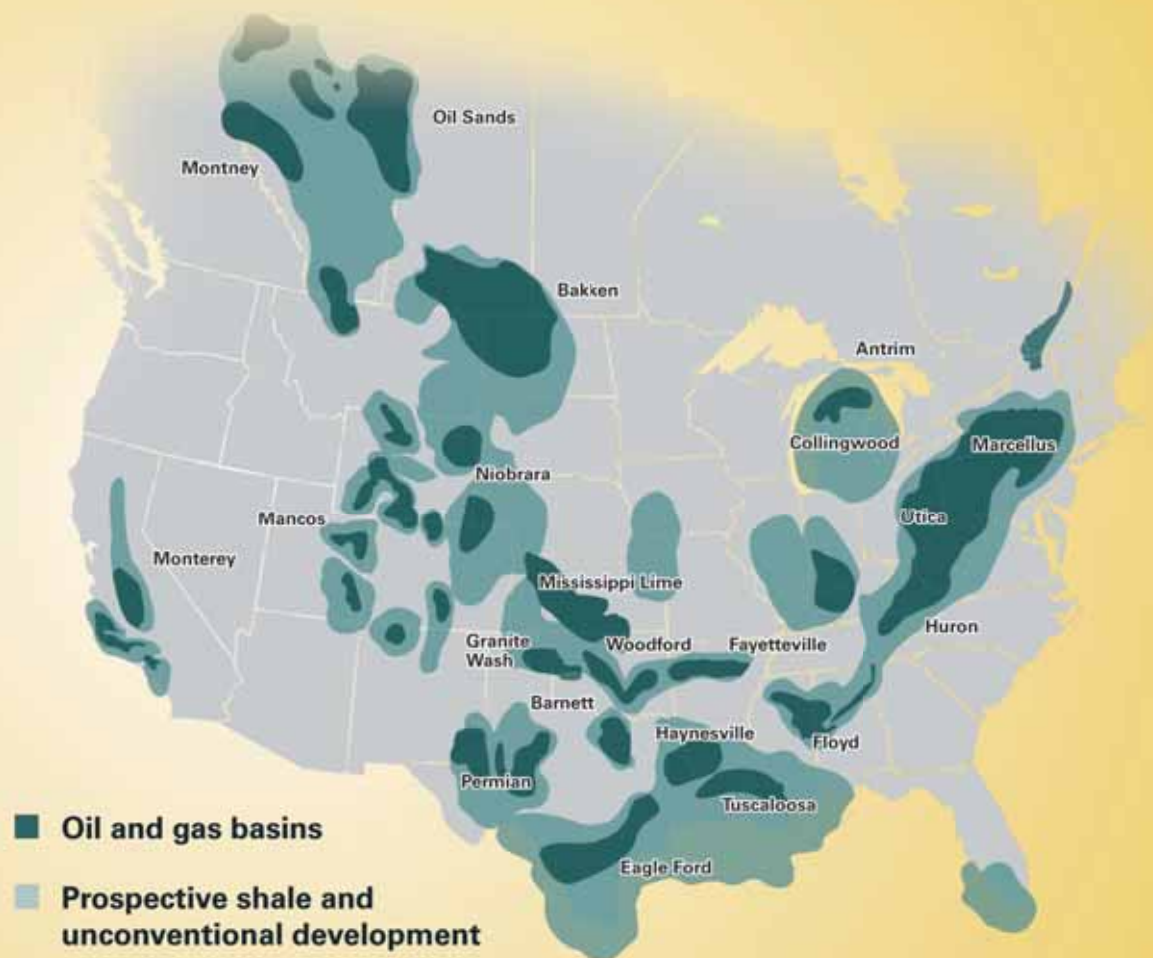 Oil Sands
Montney
Bakken
Antrim
Collingwood
Marcellus
Niobrara
Utica
Mancos
Monterey
Mississippi Lime
Huron
Granite
Wash
Woodford
Fayetteville
Barnett
Haynesville
Floyd
Permian
Tuscaloosa
Eagle Ford
Oil and gas basins
Prospective shale and
unconventional development